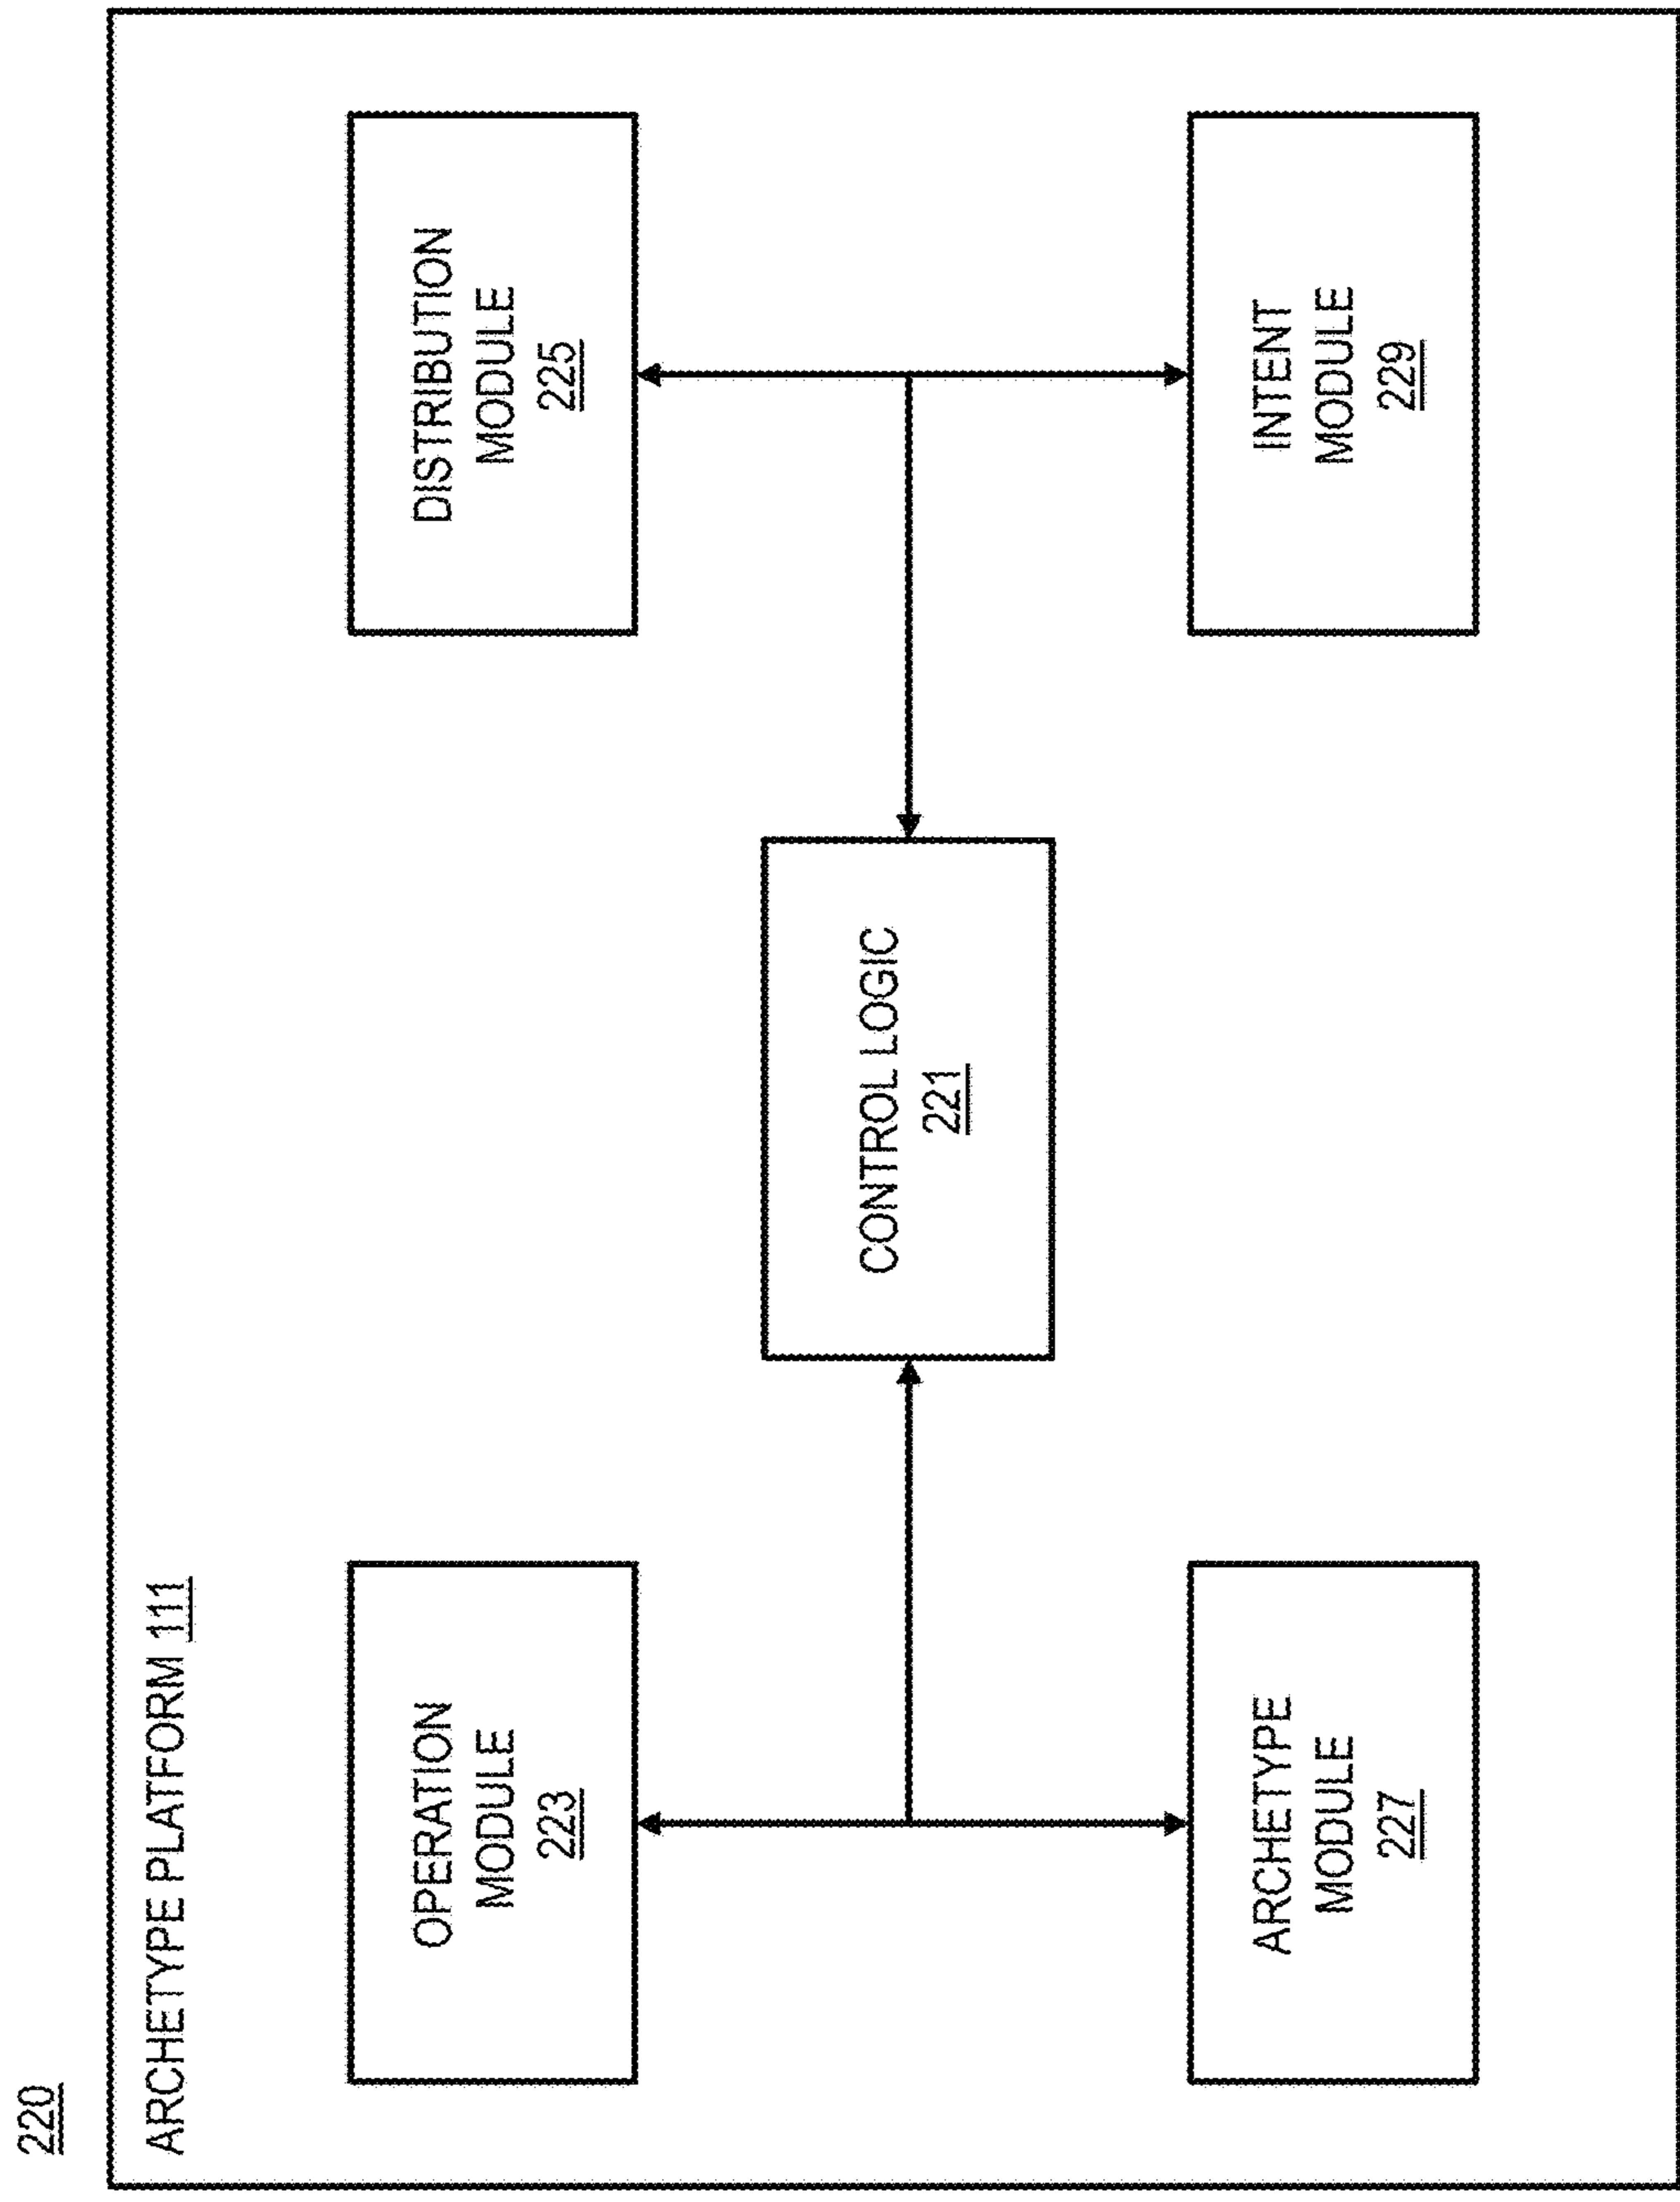 220
ARCHETYPE PLATFORM 111
OPERATION
MODULE
223
DISTRIBUTION
MODULE
225
CONTROL LOGIC
221
ARCHETYPE
MODULE
227
INTENT
MODULE
229